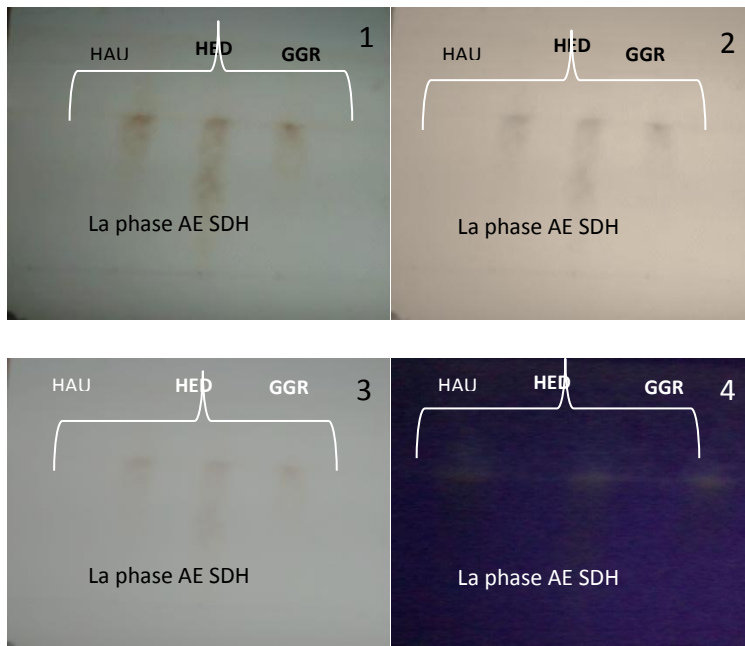 HAU HED GGR 1
La phase AE SDH
HAU HED GGR 2
La phase AE SDH
HAU HED GGR 3
La phase AE SDH
HAU HED GGR 4
La phase AE SDH